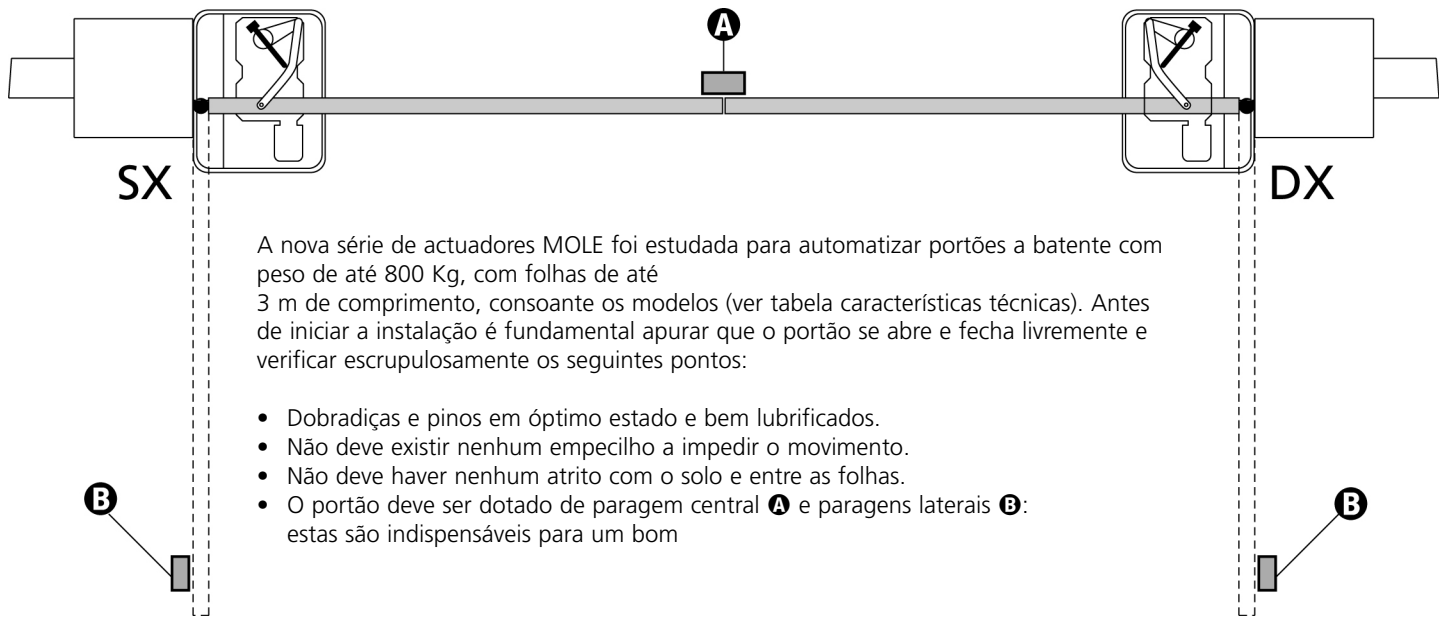 A
SX
DX
A nova série de actuadores MOLE foi estudada para automatizar portões a batente com
peso de até 800 Kg, com folhas de até
3 m de comprimento, consoante os modelos (ver tabela características técnicas). Antes
de iniciar a instalação é fundamental apurar que o portão se abre e fecha livremente e
verificar escrupulosamente os seguintes pontos:
• Dobradiças e pinos em óptimo estado e bem lubrificados.
• Não deve existir nenhum empecilho a impedir o movimento.
• Não deve haver nenhum atrito com o solo e entre as folhas.
• O portão deve ser dotado de paragem central A e paragens laterais B:
estas são indispensáveis para um bom
B
B